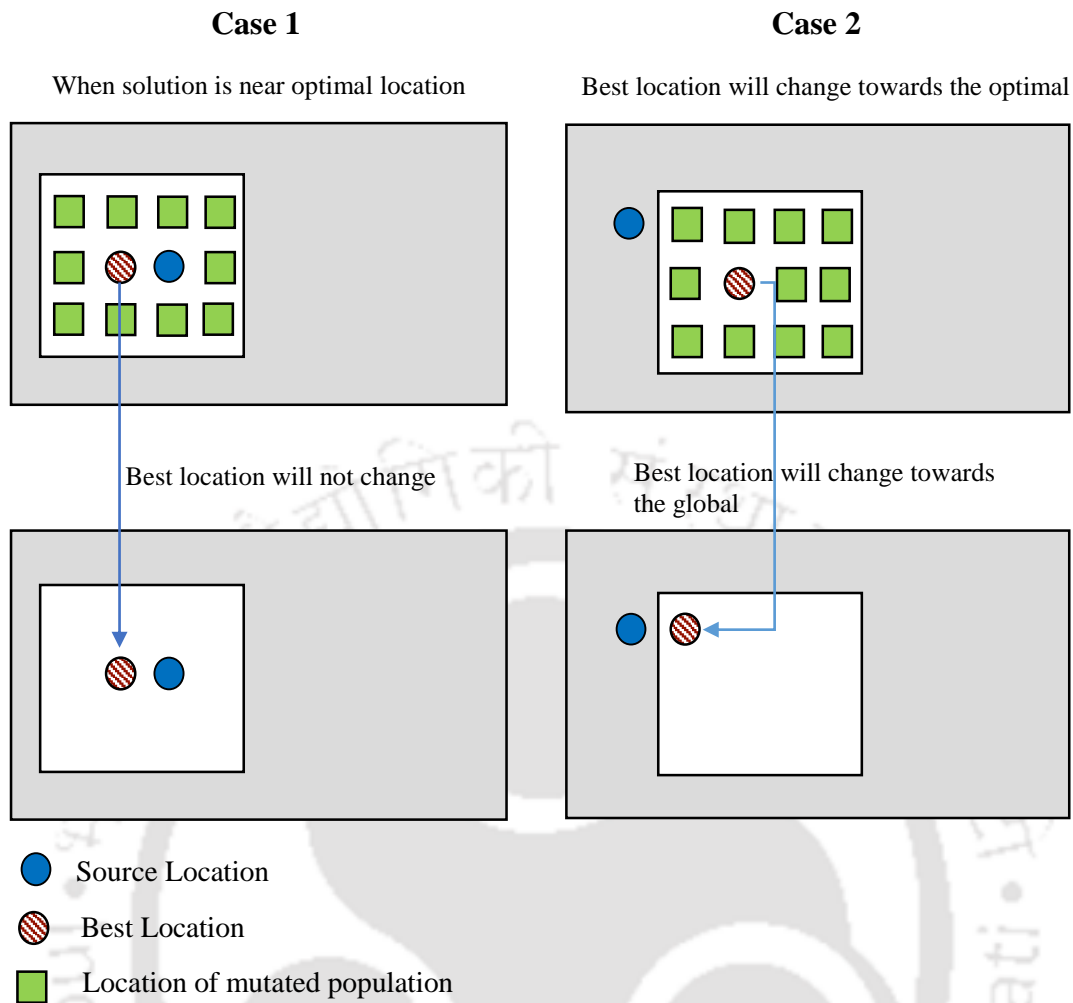 Case 1
Case 2
When solution is near optimal location
Best location will change towards the optimal
Best location will not change
Best location will change towards
the global
Source Location
Best Location
Location of mutated population